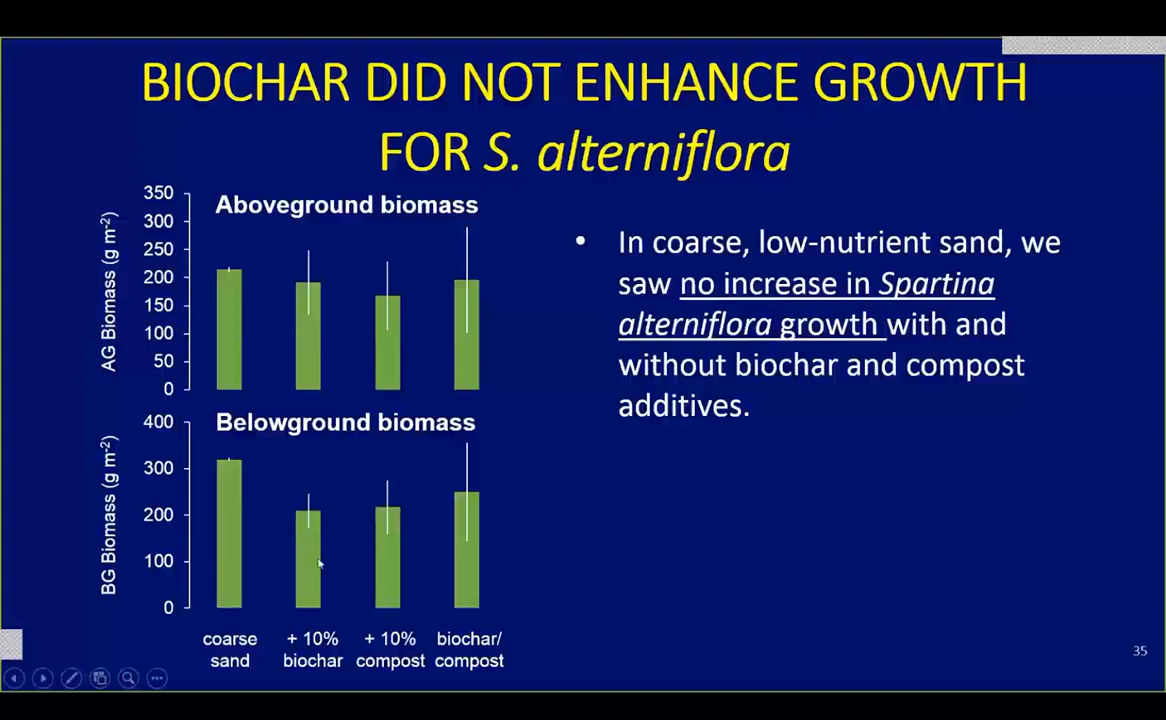 BIOCHAR DID NOT ENHANCE GROWTH
FOR S. alterniflora
Aboveground biomass
AG Biomass (g m-2)
350
300
250
200
150
100
50
0
Belowground biomass
BG Biomass (g m-2)
400
300
200
100
0
coarse sand
+ 10% biochar
+ 10% compost
biochar/ compost
• In coarse, low-nutrient sand, we
saw no increase in Spartina
alterniflora growth with and
without biochar and compost
additives.
35